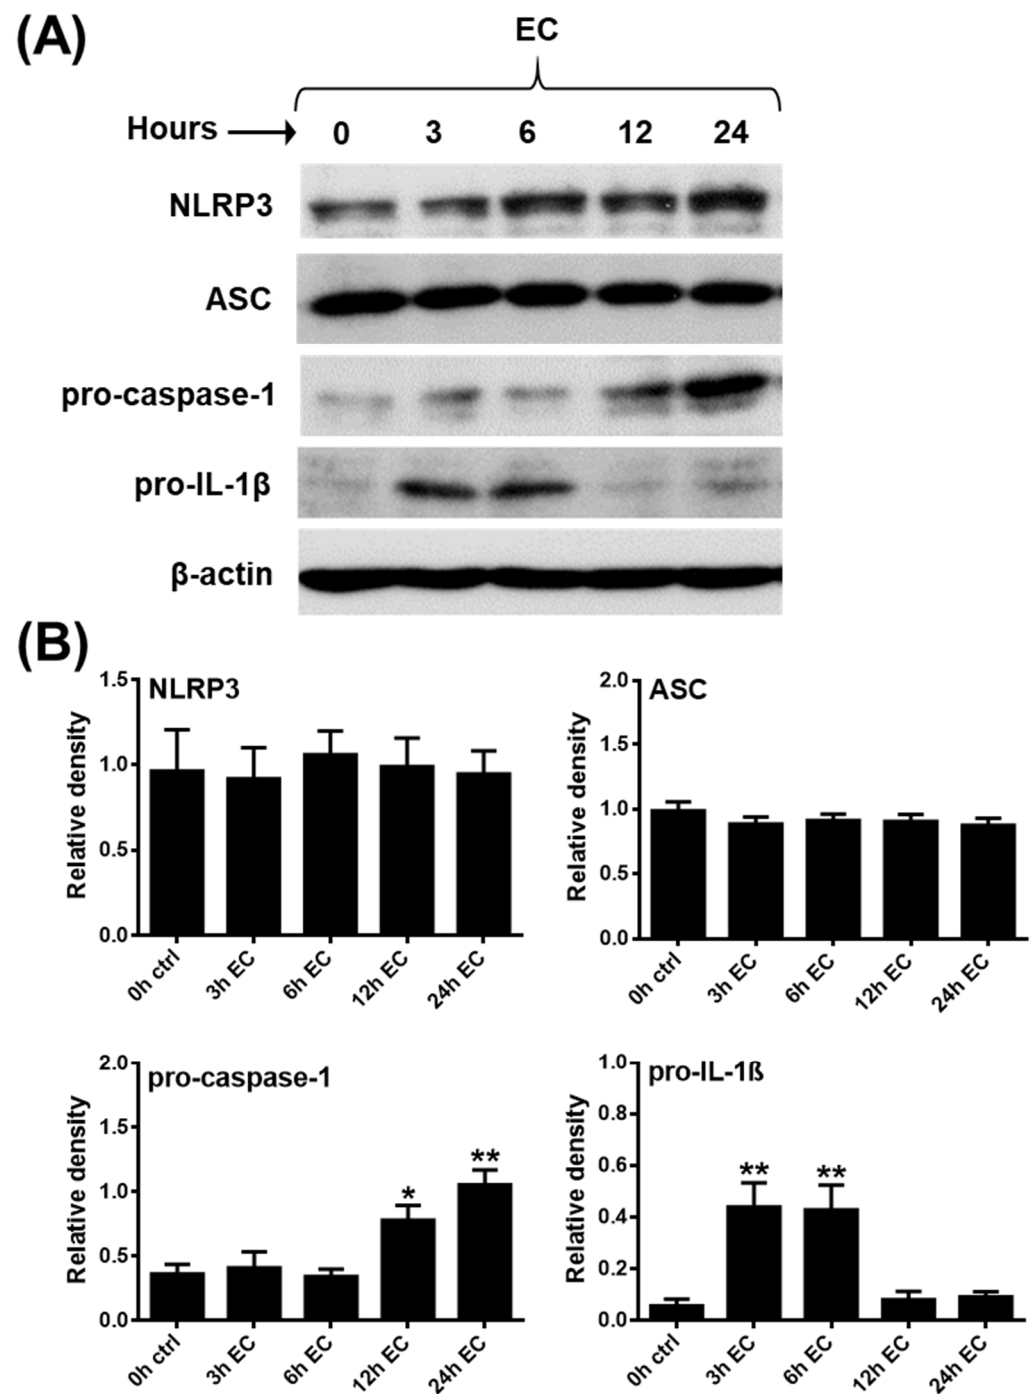 (A)
EC
Hours 0 3 6 12 24
NLRP3
ASC
pro-caspase-1
pro-IL-1β
β-actin
(B)
NLRP3
Relative density
1.5
1.0
0.5
0.0
0h ctrl
3h EC
6h EC
12h EC
24h EC
ASC
Relative density
2.0
1.5
1.0
0.5
0.0
0h ctrl
3h EC
6h EC
12h EC
24h EC
pro-caspase-1
Relative density
2.0
1.5
1.0
0.5
0.0
*
**
0h ctrl
3h EC
6h EC
12h EC
24h EC
pro-IL-1ß
Relative density
1.0
0.8
0.6
0.4
0.2
0.0
**
**
0h ctrl
3h EC
6h EC
12h EC
24h EC